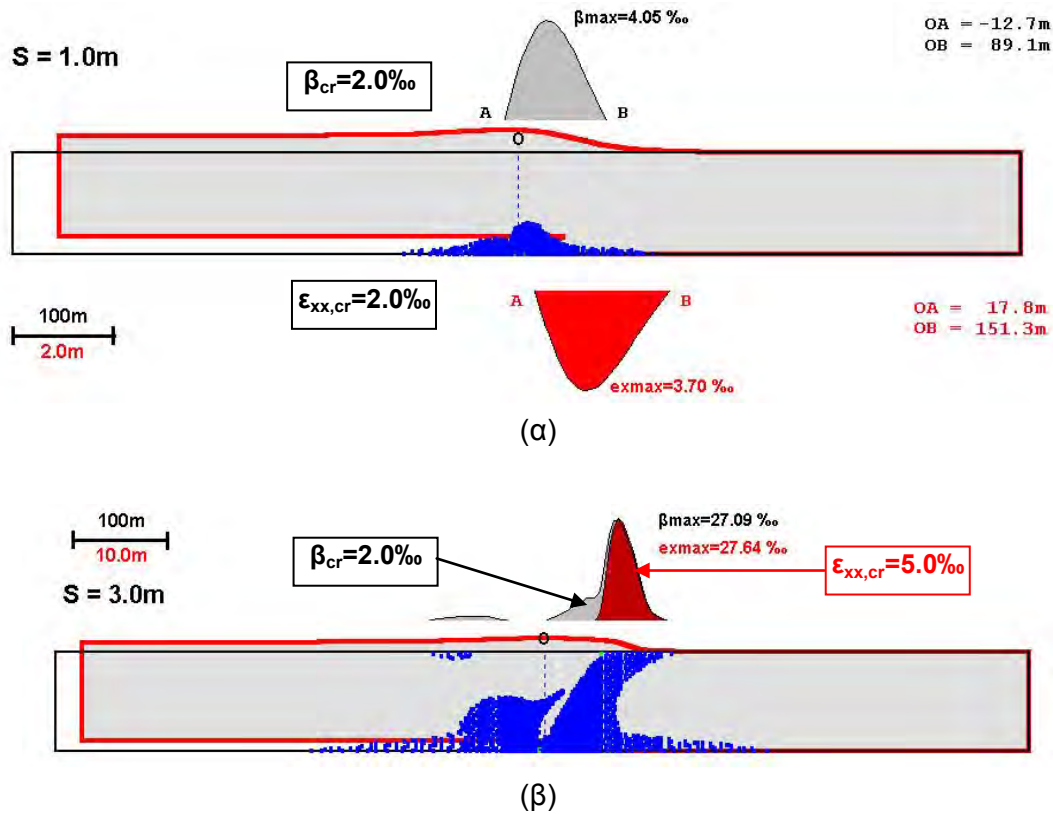 βmax=4.05 ‰
OA = -12.7m
OB = 89.1m
S = 1.0m
βcr=2.0‰
A B
O
εxx,cr=2.0‰
A B
OA = 17.8m
OB = 151.3m
100m
2.0m
exmax=3.70 ‰
(α)
100m
10.0m
S = 3.0m
βcr=2.0‰
βmax=27.09 ‰
exmax=27.64 ‰
εxx,cr=5.0‰
O
(β)